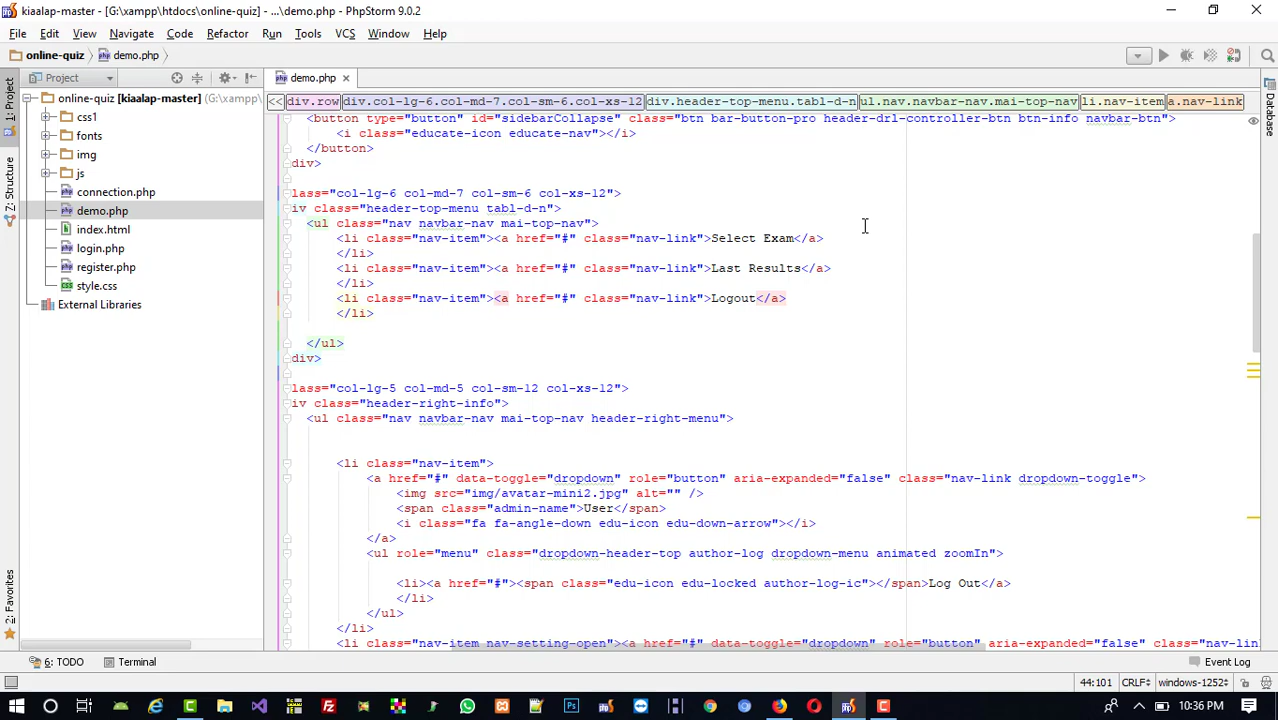 kiaalap-master - [G:\xampp\htdocs\online-quiz] - ...\demo.php - PhpStorm 9.0.2
File Edit View Navigate Code Refactor Run Tools VCS Window Help
online-quiz demo.php
1: Project
7: Structure
2: Favorites
Database
Project
online-quiz [kiaalap-master] (G:\xampp\
css1
fonts
img
js
connection.php
demo.php
index.html
login.php
register.php
style.css
External Libraries
demo.php
<< div.row div.col-lg-6.col-md-7.col-sm-6.col-xs-12 div.header-top-menu.tabl-d-n ul.nav.navbar-nav.mai-top-nav li.nav-item a.nav-link
<button type="button" id="sidebarCollapse" class="btn bar-button-pro header-drl-controller-btn btn-info navbar-btn">
<i class="educate-icon educate-nav"></i>
</button>
div>
lass="col-lg-6 col-md-7 col-sm-6 col-xs-12">
iv class="header-top-menu tabl-d-n">
<ul class="nav navbar-nav mai-top-nav">
<li class="nav-item"><a href="#" class="nav-link">Select Exam</a>
</li>
<li class="nav-item"><a href="#" class="nav-link">Last Results</a>
</li>
<li class="nav-item"><a href="#" class="nav-link">Logout</a>
</li>
</ul>
div>
lass="col-lg-5 col-md-5 col-sm-12 col-xs-12">
iv class="header-right-info">
<ul class="nav navbar-nav mai-top-nav header-right-menu">
<li class="nav-item">
<a href="#" data-toggle="dropdown" role="button" aria-expanded="false" class="nav-link dropdown-toggle">
<img src="img/avatar-mini2.jpg" alt="" />
<span class="admin-name">User</span>
<i class="fa fa-angle-down edu-icon edu-down-arrow"></i>
</a>
<ul role="menu" class="dropdown-header-top author-log dropdown-menu animated zoomIn">
<li><a href="#"><span class="edu-icon edu-locked author-log-ic"></span>Log Out</a>
</li>
</ul>
</li>
<li class="nav-item nav-setting-open"><a href="#" data-toggle="dropdown" role="button" aria-expanded="false" class="nav-lin
6: TODO Terminal Event Log
44:101 CRLF windows-1252
10:36 PM